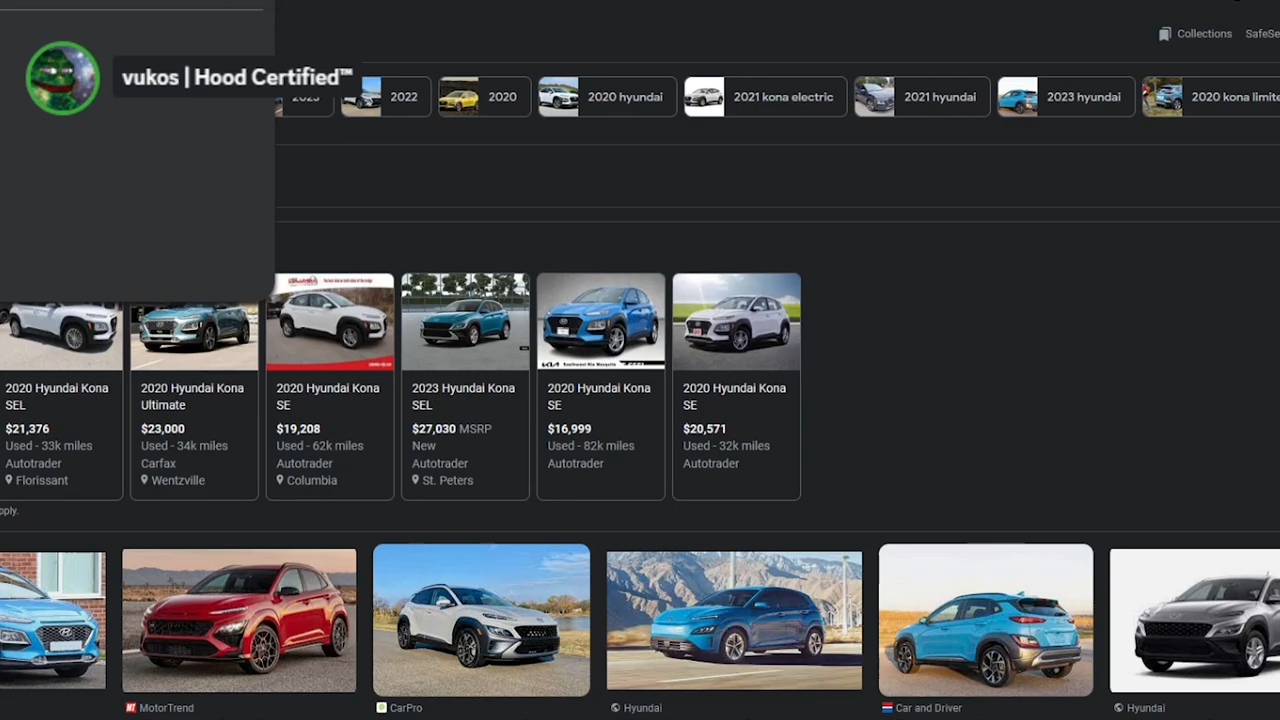 Collections SafeSe
vukos | Hood Certified™
2023 2022 2020 2020 hyundai 2021 kona electric 2021 hyundai 2023 hyundai 2020 kona limite
2020 Hyundai Kona
SEL
$21,376
Used - 33k miles
Autotrader
Florissant
2020 Hyundai Kona
Ultimate
$23,000
Used - 34k miles
Carfax
Wentzville
2020 Hyundai Kona
SE
$19,208
Used - 62k miles
Autotrader
Columbia
2023 Hyundai Kona
SEL
$27,030 MSRP
New
Autotrader
St. Peters
2020 Hyundai Kona
SE
$16,999
Used - 82k miles
Autotrader
2020 Hyundai Kona
SE
$20,571
Used - 32k miles
Autotrader
pply.
MotorTrend
CarPro
Hyundai
Car and Driver
Hyundai